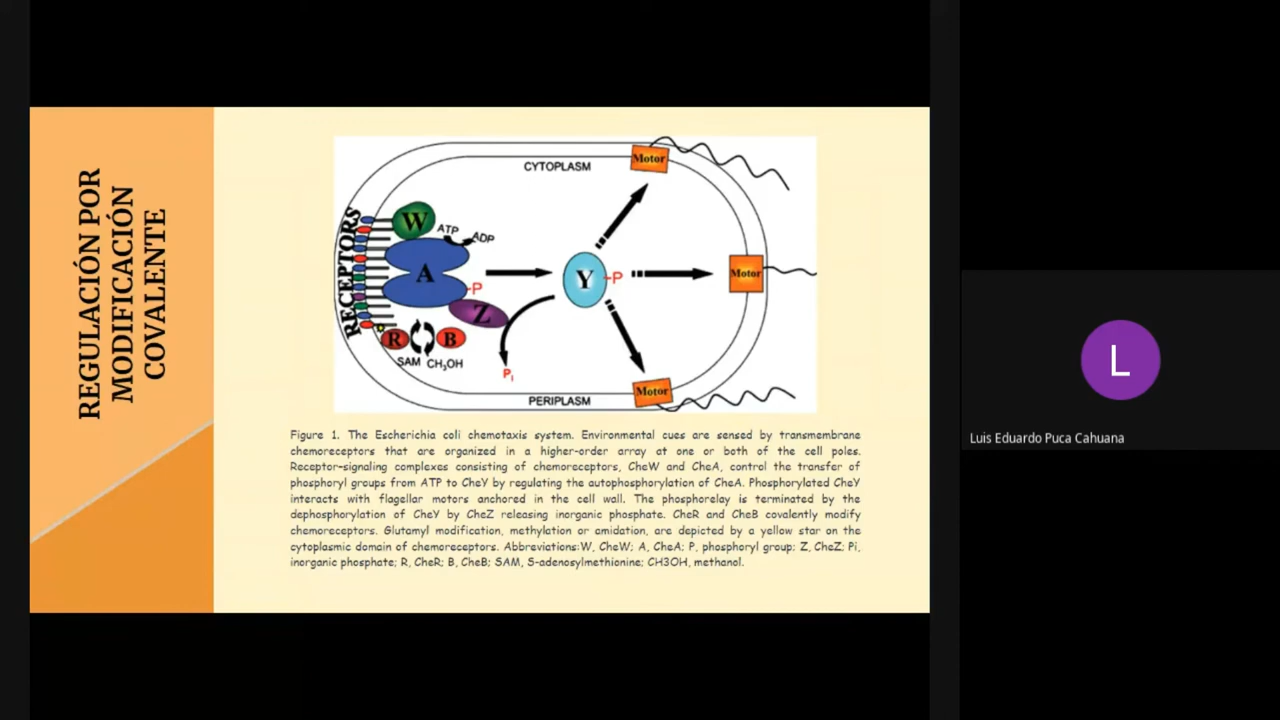 REGULACIÓN POR
MODIFICACIÓN
COVALENTE
RECEPTORS
CYTOPLASM
Motor
W
ATP
ADP
A
P
Y
P
Motor
Z
R
B
SAM
CH3OH
Pi
Motor
PERIPLASM
Figure 1. The Escherichia coli chemotaxis system. Environmental cues are sensed by transmembrane
chemoreceptors that are organized in a higher-order array at one or both of the cell poles.
Receptor-signaling complexes consisting of chemoreceptors, CheW and CheA, control the transfer of
phosphoryl groups from ATP to CheY by regulating the autophosphorylation of CheA. Phosphorylated CheY
interacts with flagellar motors anchored in the cell wall. The phosphorelay is terminated by the
dephosphorylation of CheY by CheZ releasing inorganic phosphate. CheR and CheB covalently modify
chemoreceptors. Glutamyl modification, methylation or amidation, are depicted by a yellow star on the
cytoplasmic domain of chemoreceptors. Abbreviations:W, CheW; A, CheA; P, phosphoryl group; Z, CheZ; Pi,
inorganic phosphate; R, CheR; B, CheB; SAM, S-adenosylmethionine; CH3OH, methanol.
L
Luis Eduardo Puca Cahuana